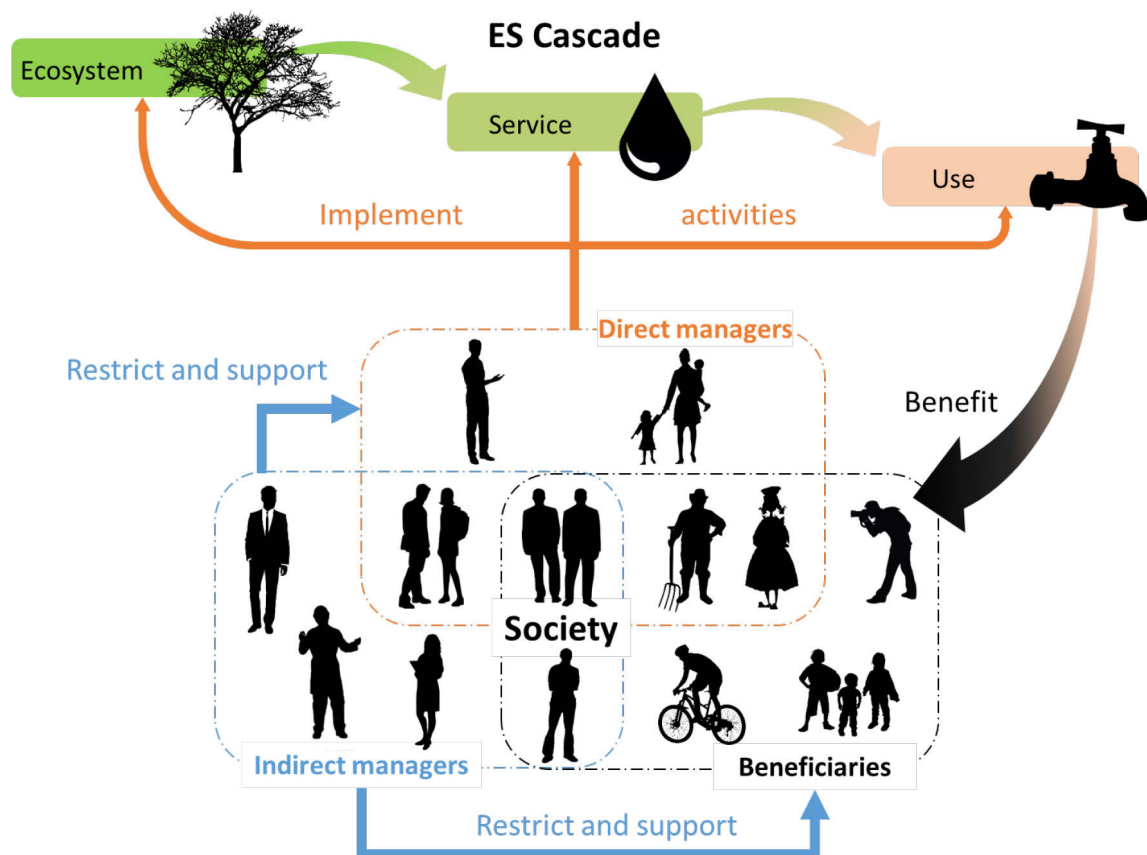 ES Cascade
Ecosystem
Service
Use
Implement activities
Direct managers
Restrict and support
Benefit
Society
Indirect managers
Beneficiaries
Restrict and support